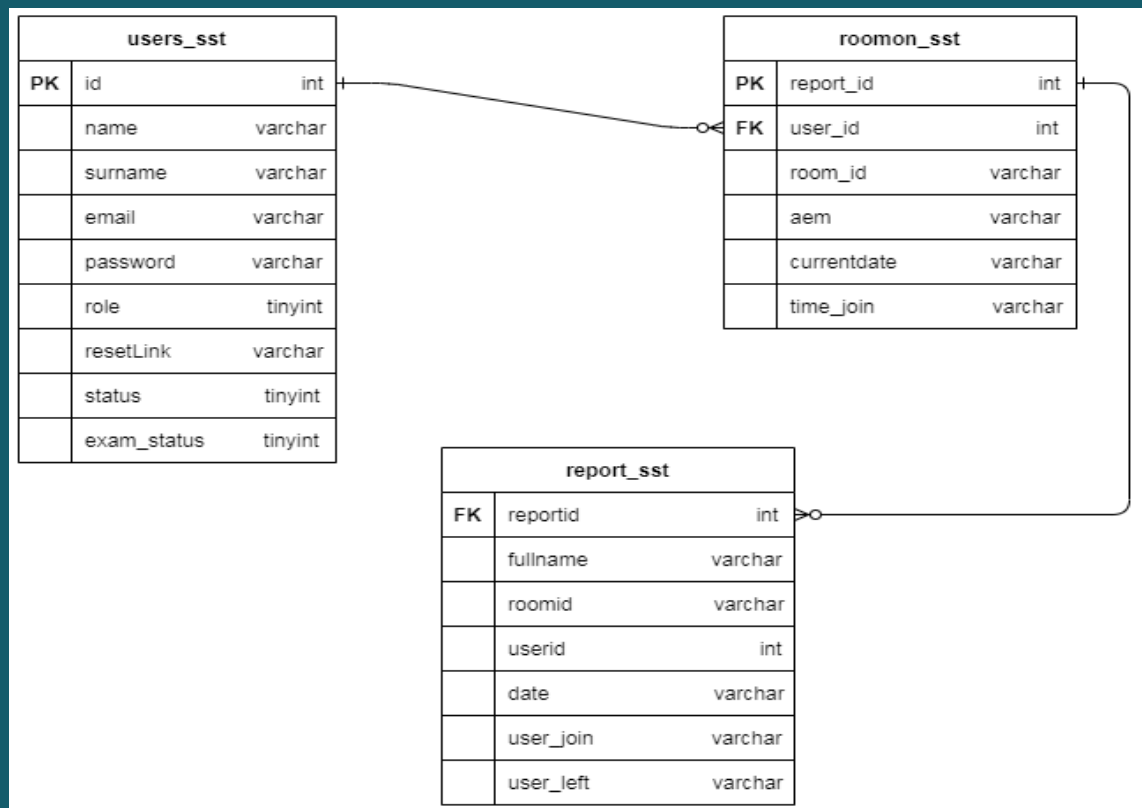 users_sst
PK id int
name varchar
surname varchar
email varchar
password varchar
role tinyint
resetLink varchar
status tinyint
exam_status tinyint
roomon_sst
PK report_id int
FK user_id int
room_id varchar
aem varchar
currentdate varchar
time_join varchar
report_sst
FK reportid int
fullname varchar
roomid varchar
userid int
date varchar
user_join varchar
user_left varchar